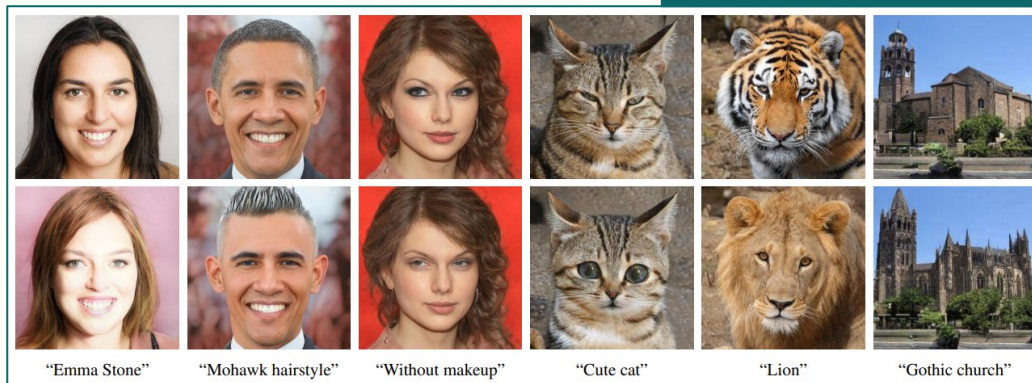 “Emma Stone” “Mohawk hairstyle” “Without makeup” “Cute cat” “Lion” “Gothic church”